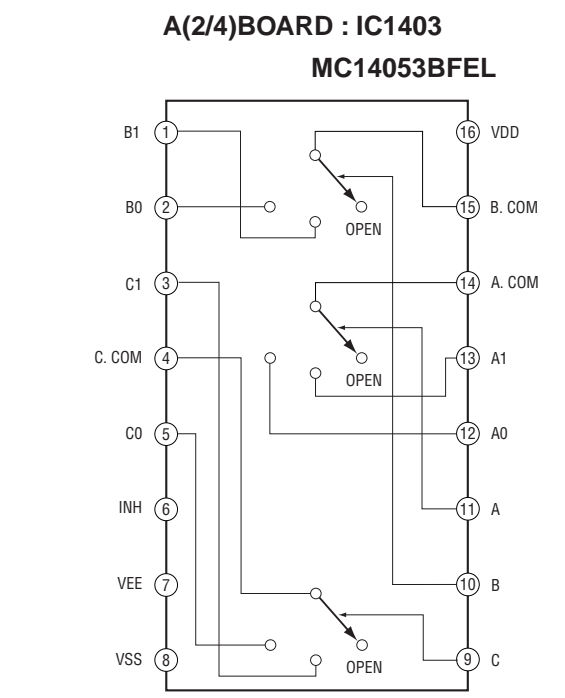 A(2/4)BOARD : IC1403
MC14053BFEL
B1 1 16 VDD
B0 2 OPEN 15 B. COM
C1 3 14 A. COM
C. COM 4 OPEN 13 A1
C0 5 12 A0
INH 6 11 A
VEE 7 10 B
VSS 8 OPEN 9 C